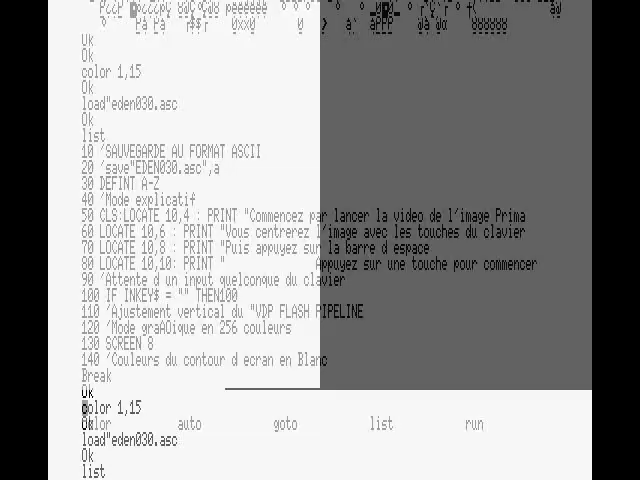 Ok
Ok
color 1,15
Ok
load"eden030.asc
Ok
list
10 'SAUVEGARDE AU FORMAT ASCII
20 'save"EDEN030.asc",a
30 DEFINT A-Z
40 'Mode explicatif
50 CLS:LOCATE 10,4 : PRINT "Commencez par lancer la video de l'image Prima
60 LOCATE 10,6 : PRINT "Vous centrerez l'image avec les touches du clavier
70 LOCATE 10,8 : PRINT "Puis appuyez sur la barre d espace
80 LOCATE 10,10: PRINT " Appuyez sur une touche pour commencer
90 'Attente d un input quelconque du clavier
100 IF INKEY$ = "" THEN100
110 'Ajustement vertical du "VDP FLASH PIPELINE
120 'Mode graAOique en 256 couleurs
130 SCREEN 8
140 'Couleurs du contour d ecran en Blanc
Break
Ok
color 1,15
color auto goto list run
load"eden030.asc
Ok
list